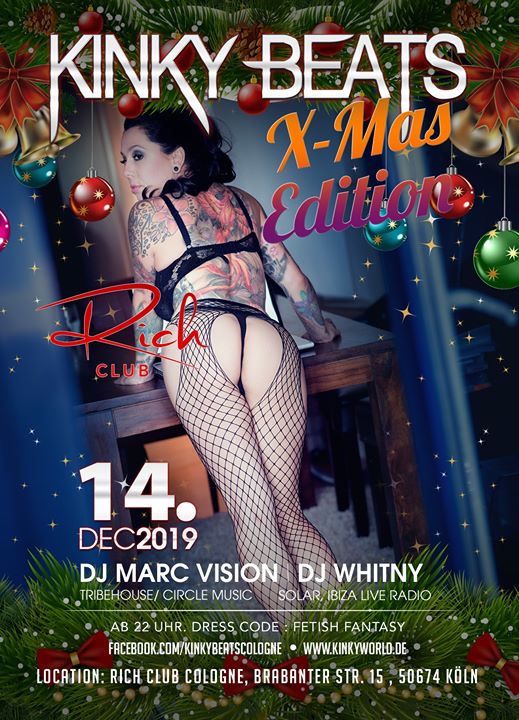 KINKY BEATS
X-Mas
Edition
Rich
CLUB
14.
DEC2019
DJ MARC VISION | DJ WHITNY
TRIBEHOUSE/ CIRCLE MUSIC SOLAR, IBIZA LIVE RADIO
AB 22 UHR. DRESS CODE : FETISH FANTASY
FACEBOOK.COM/KINKYBEATSCOLOGNE • WWW.KINKYWORLD.DE
LOCATION: RICH CLUB COLOGNE, BRABANTER STR. 15 , 50674 KÖLN